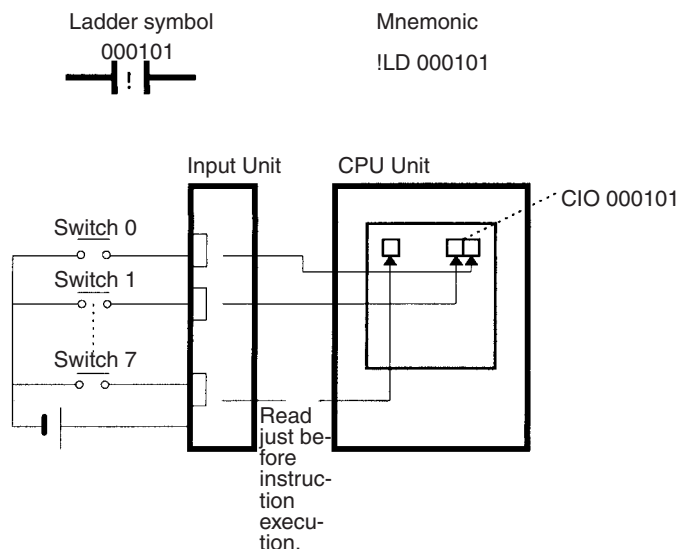 Ladder symbol
000101
!
Mnemonic
!LD 000101
Input Unit
CPU Unit
CIO 000101
Switch 0
Switch 1
Switch 7
Read
just be-
fore
instruc-
tion
execu-
tion.